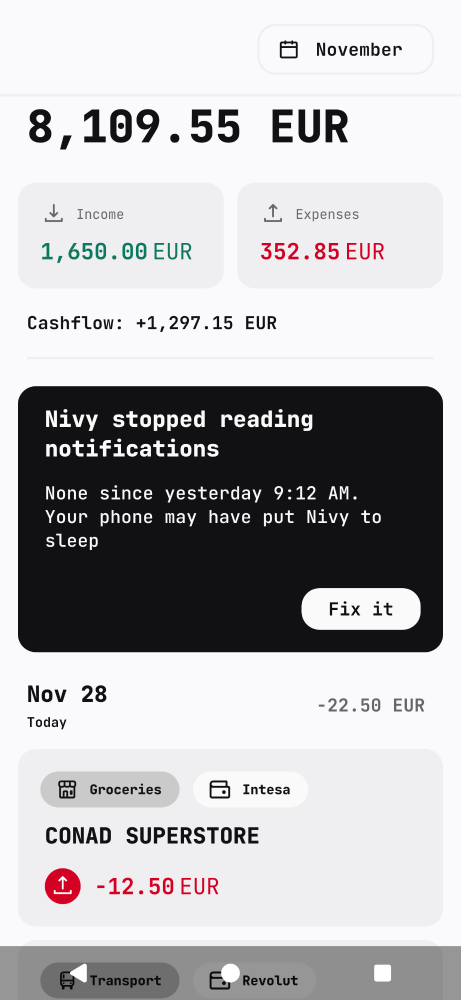 November
8,109.55 EUR
Income
Expenses
1,650.00 EUR
352.85 EUR
Cashflow: +1,297.15 EUR
Nivy stopped reading
notifications
None since yesterday 9:12 AM.
Your phone may have put Nivy to
sleep
Fix it
Nov 28
-22.50 EUR
Today
Groceries
Intesa
CONAD SUPERSTORE
-12.50 EUR
Transport
Revolut